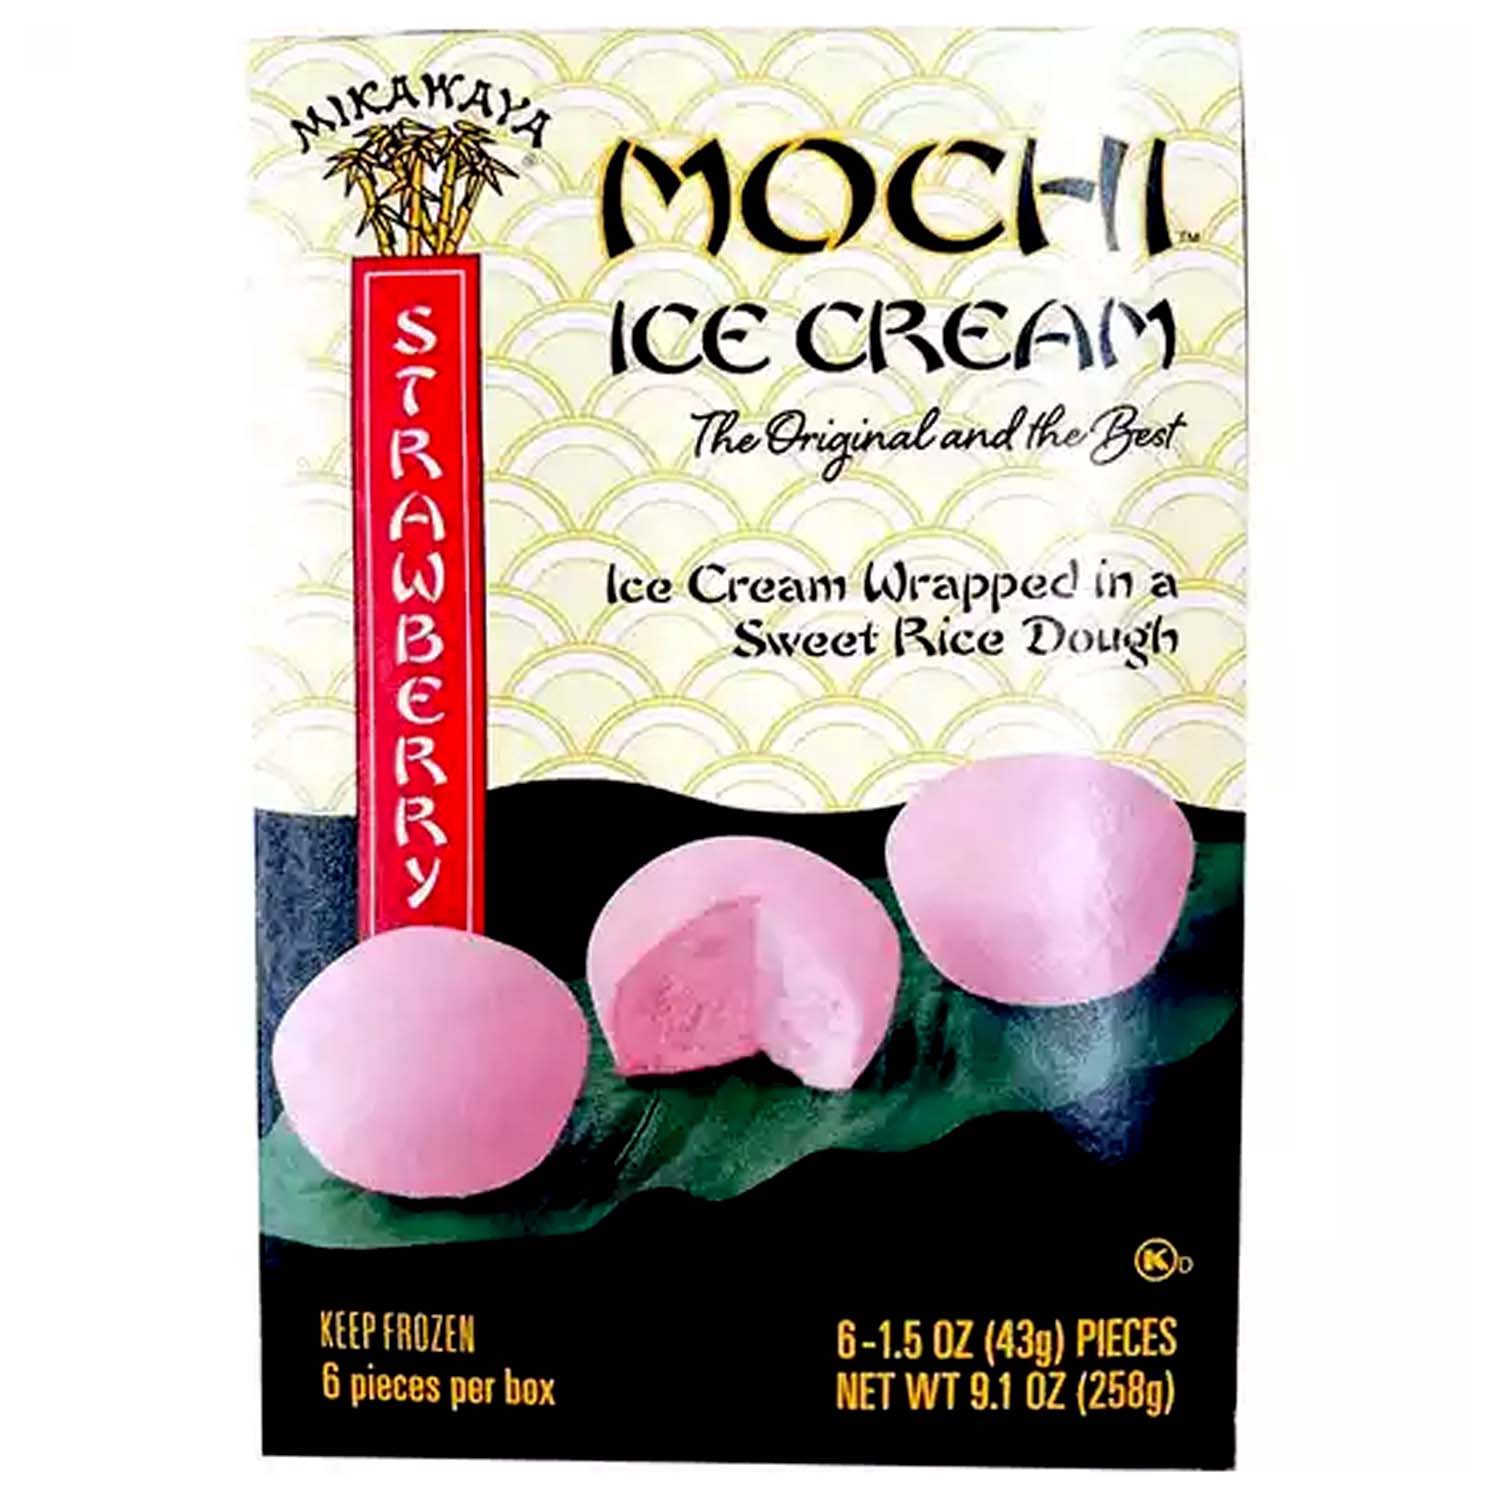 MIKAWAYA®
MOCHI™
ICE CREAM
The Original and the Best
STRAWBERRY
Ice Cream Wrapped in a
Sweet Rice Dough
K D
KEEP FROZEN
6 pieces per box
6-1.5 OZ (43g) PIECES
NET WT 9.1 OZ (258g)